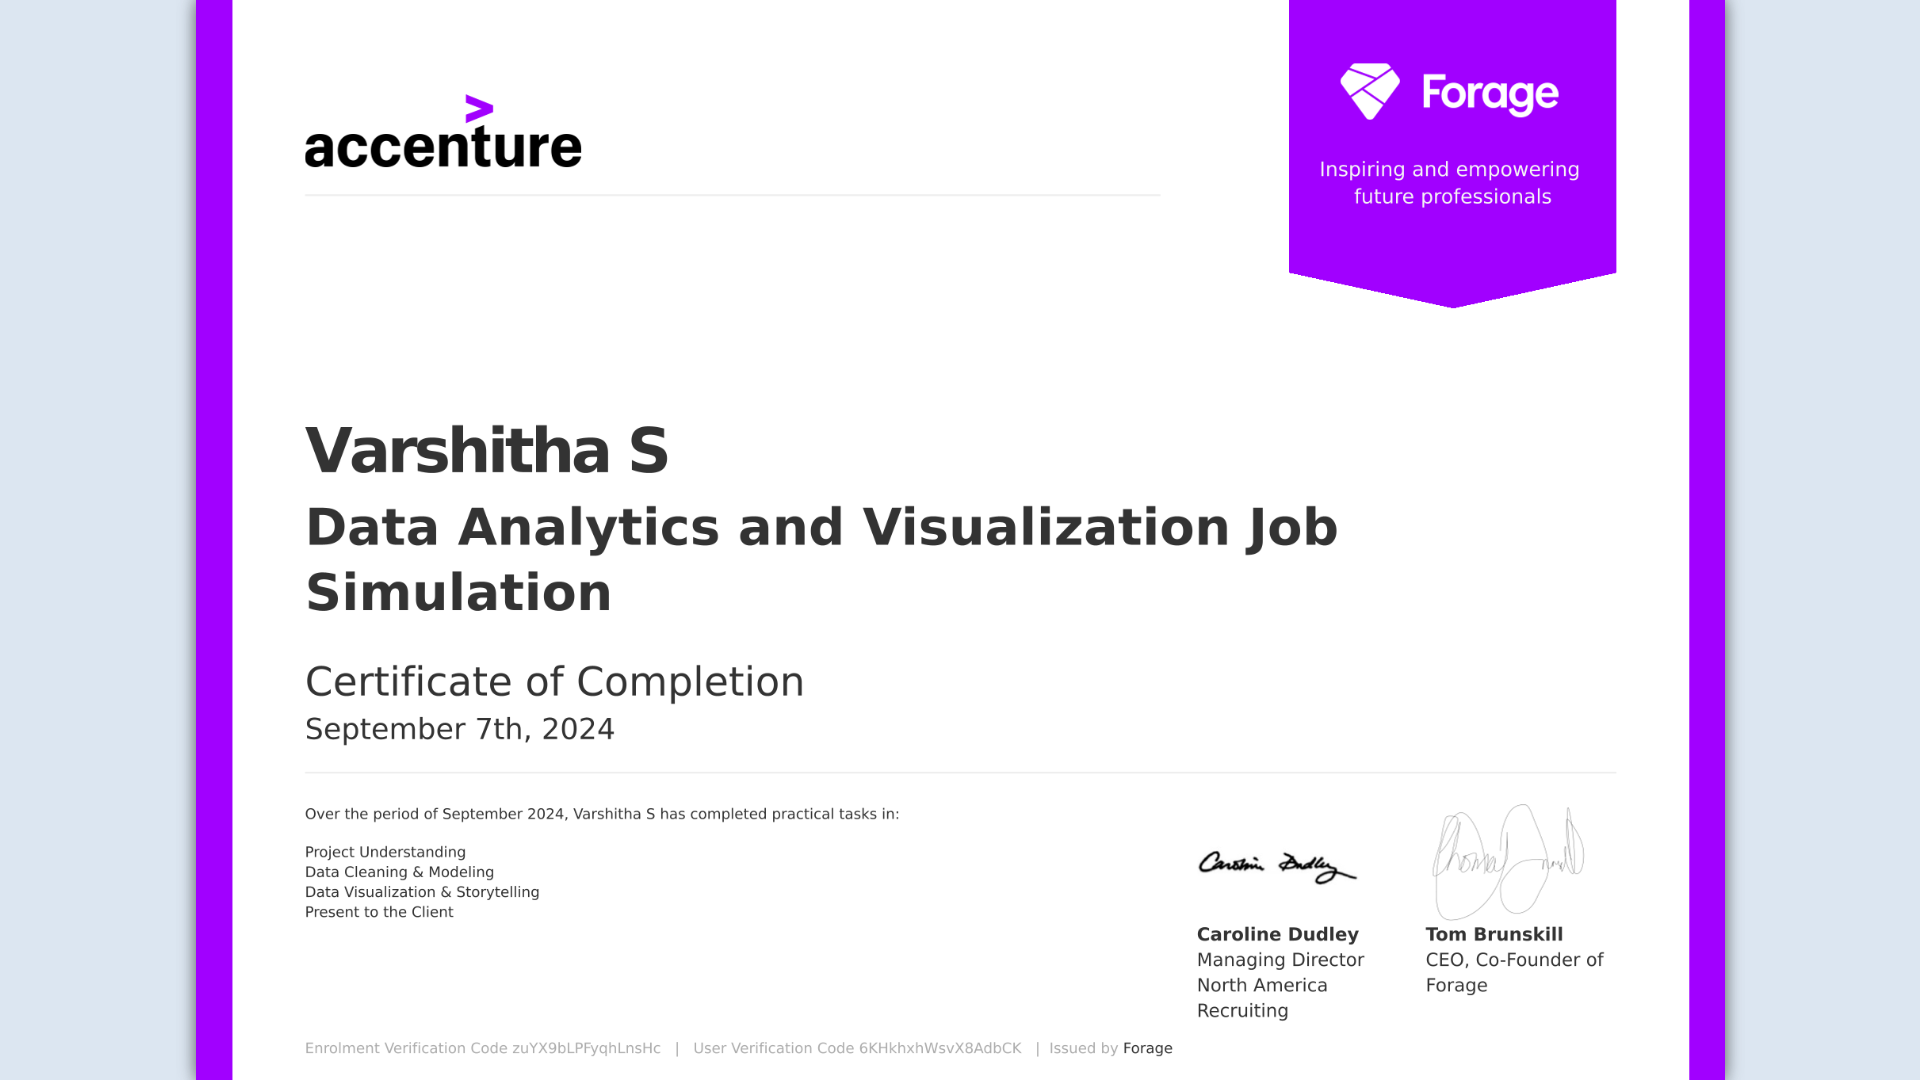 accenture
Forage
Inspiring and empowering
future professionals
Varshitha S
Data Analytics and Visualization Job
Simulation
Certificate of Completion
September 7th, 2024
Over the period of September 2024, Varshitha S has completed practical tasks in:
Project Understanding
Data Cleaning & Modeling
Data Visualization & Storytelling
Present to the Client
Caroline Dudley
Caroline Dudley
Managing Director
North America
Recruiting
Tom Brunskill
CEO, Co-Founder of
Forage
Enrolment Verification Code zuYX9bLPFyqhLnsHc | User Verification Code 6KHkhxhWsvX8AdbCK | Issued by Forage